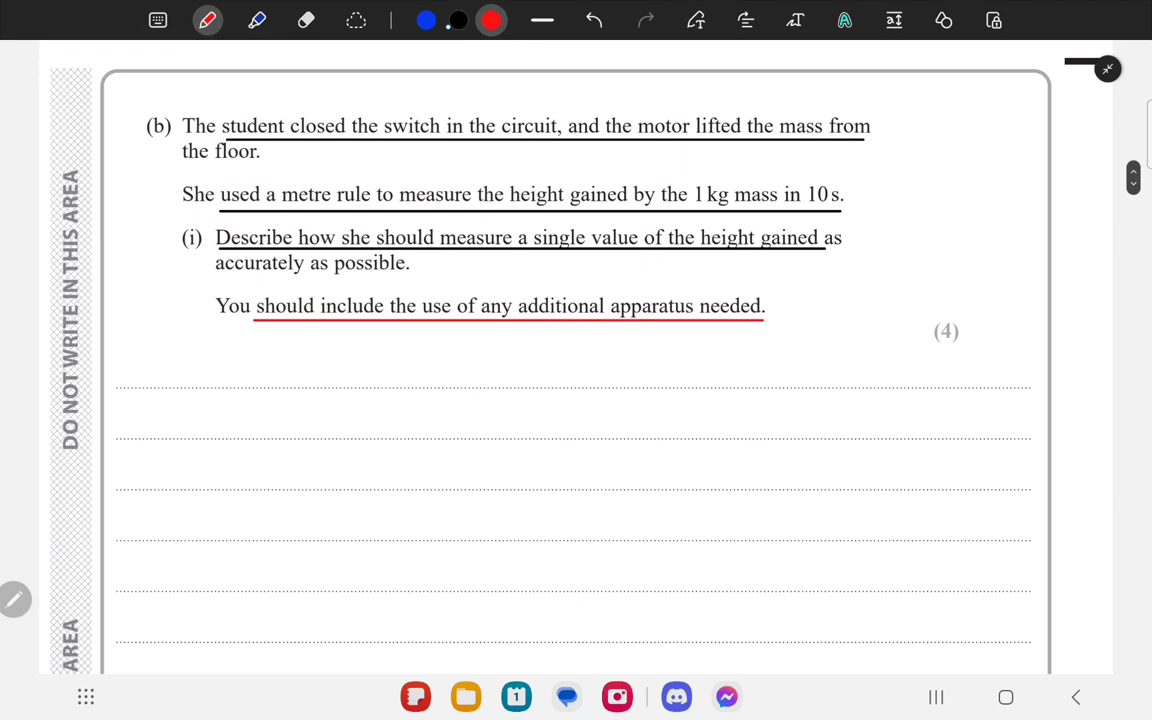 (b) The student closed the switch in the circuit, and the motor lifted the mass from
the floor.
She used a metre rule to measure the height gained by the 1 kg mass in 10 s.
(i) Describe how she should measure a single value of the height gained as
accurately as possible.
You should include the use of any additional apparatus needed.
(4)
DO NOT WRITE IN THIS AREA
AREA